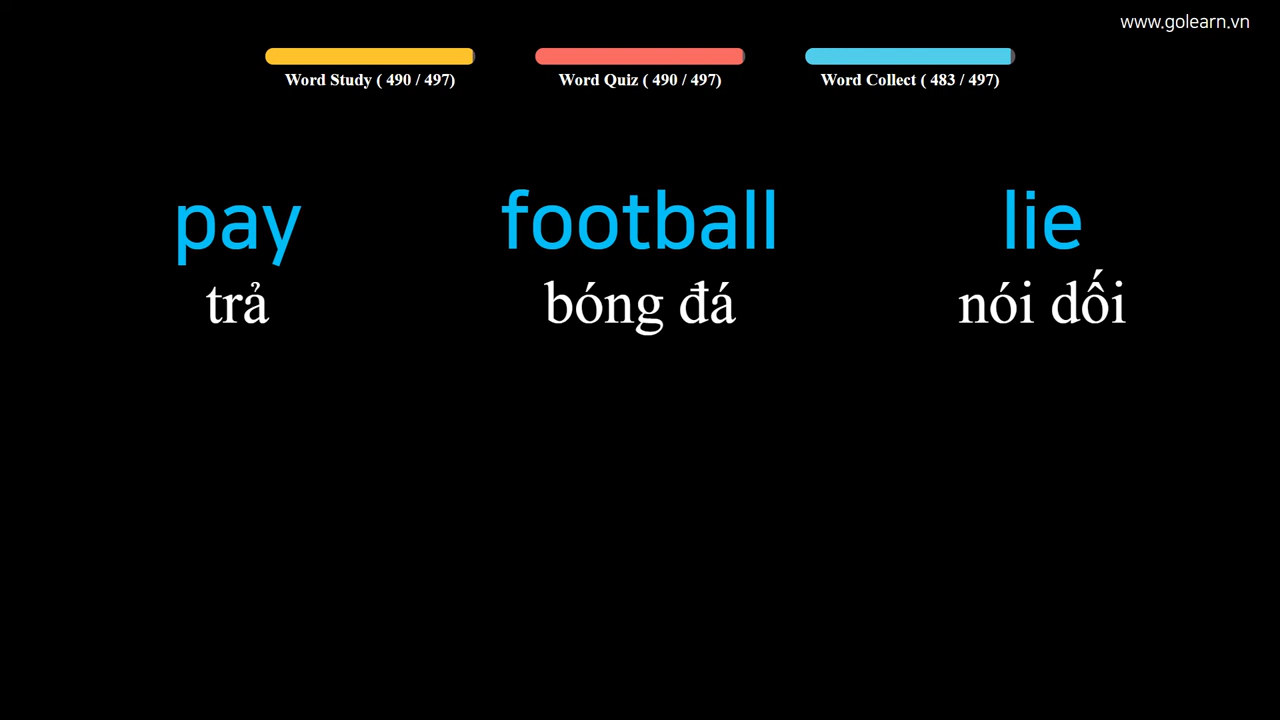 www.golearn.vn
Word Study ( 490 / 497)
Word Quiz ( 490 / 497)
Word Collect ( 483 / 497)
pay football lie
trả bóng đá nói dối